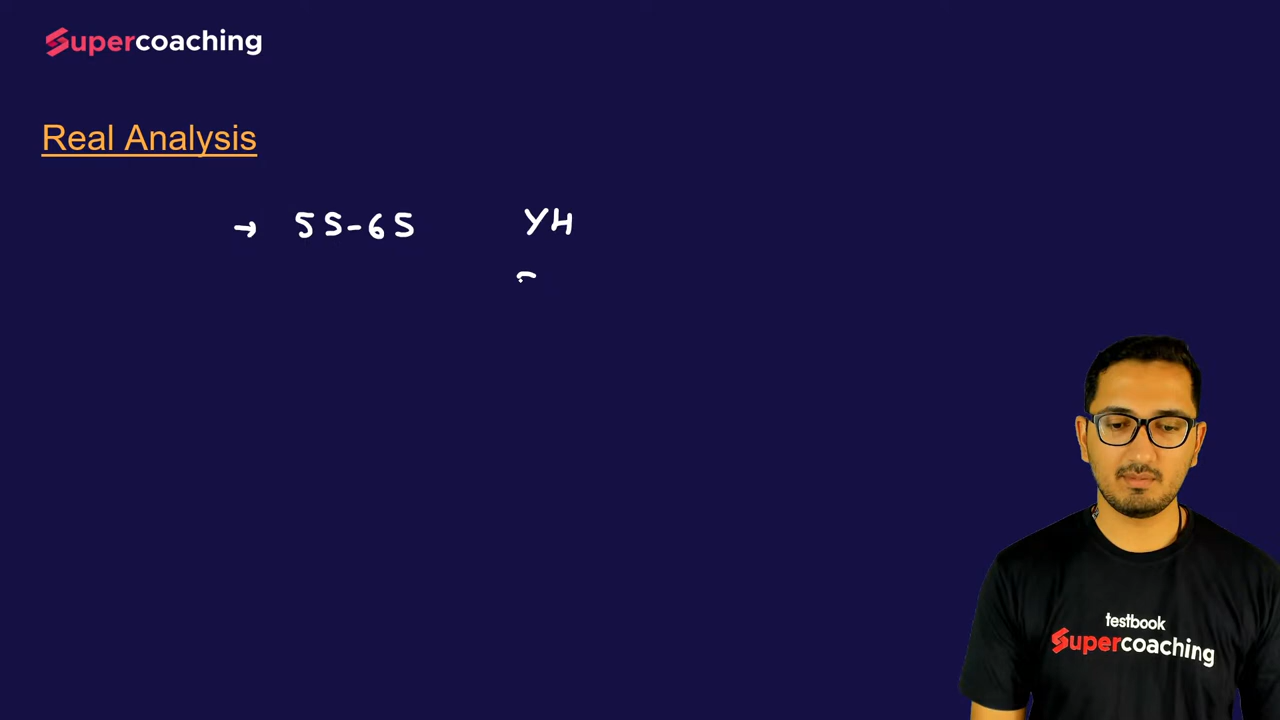 Supercoaching
Real Analysis
→ 55-65 YH
testbook
Supercoaching